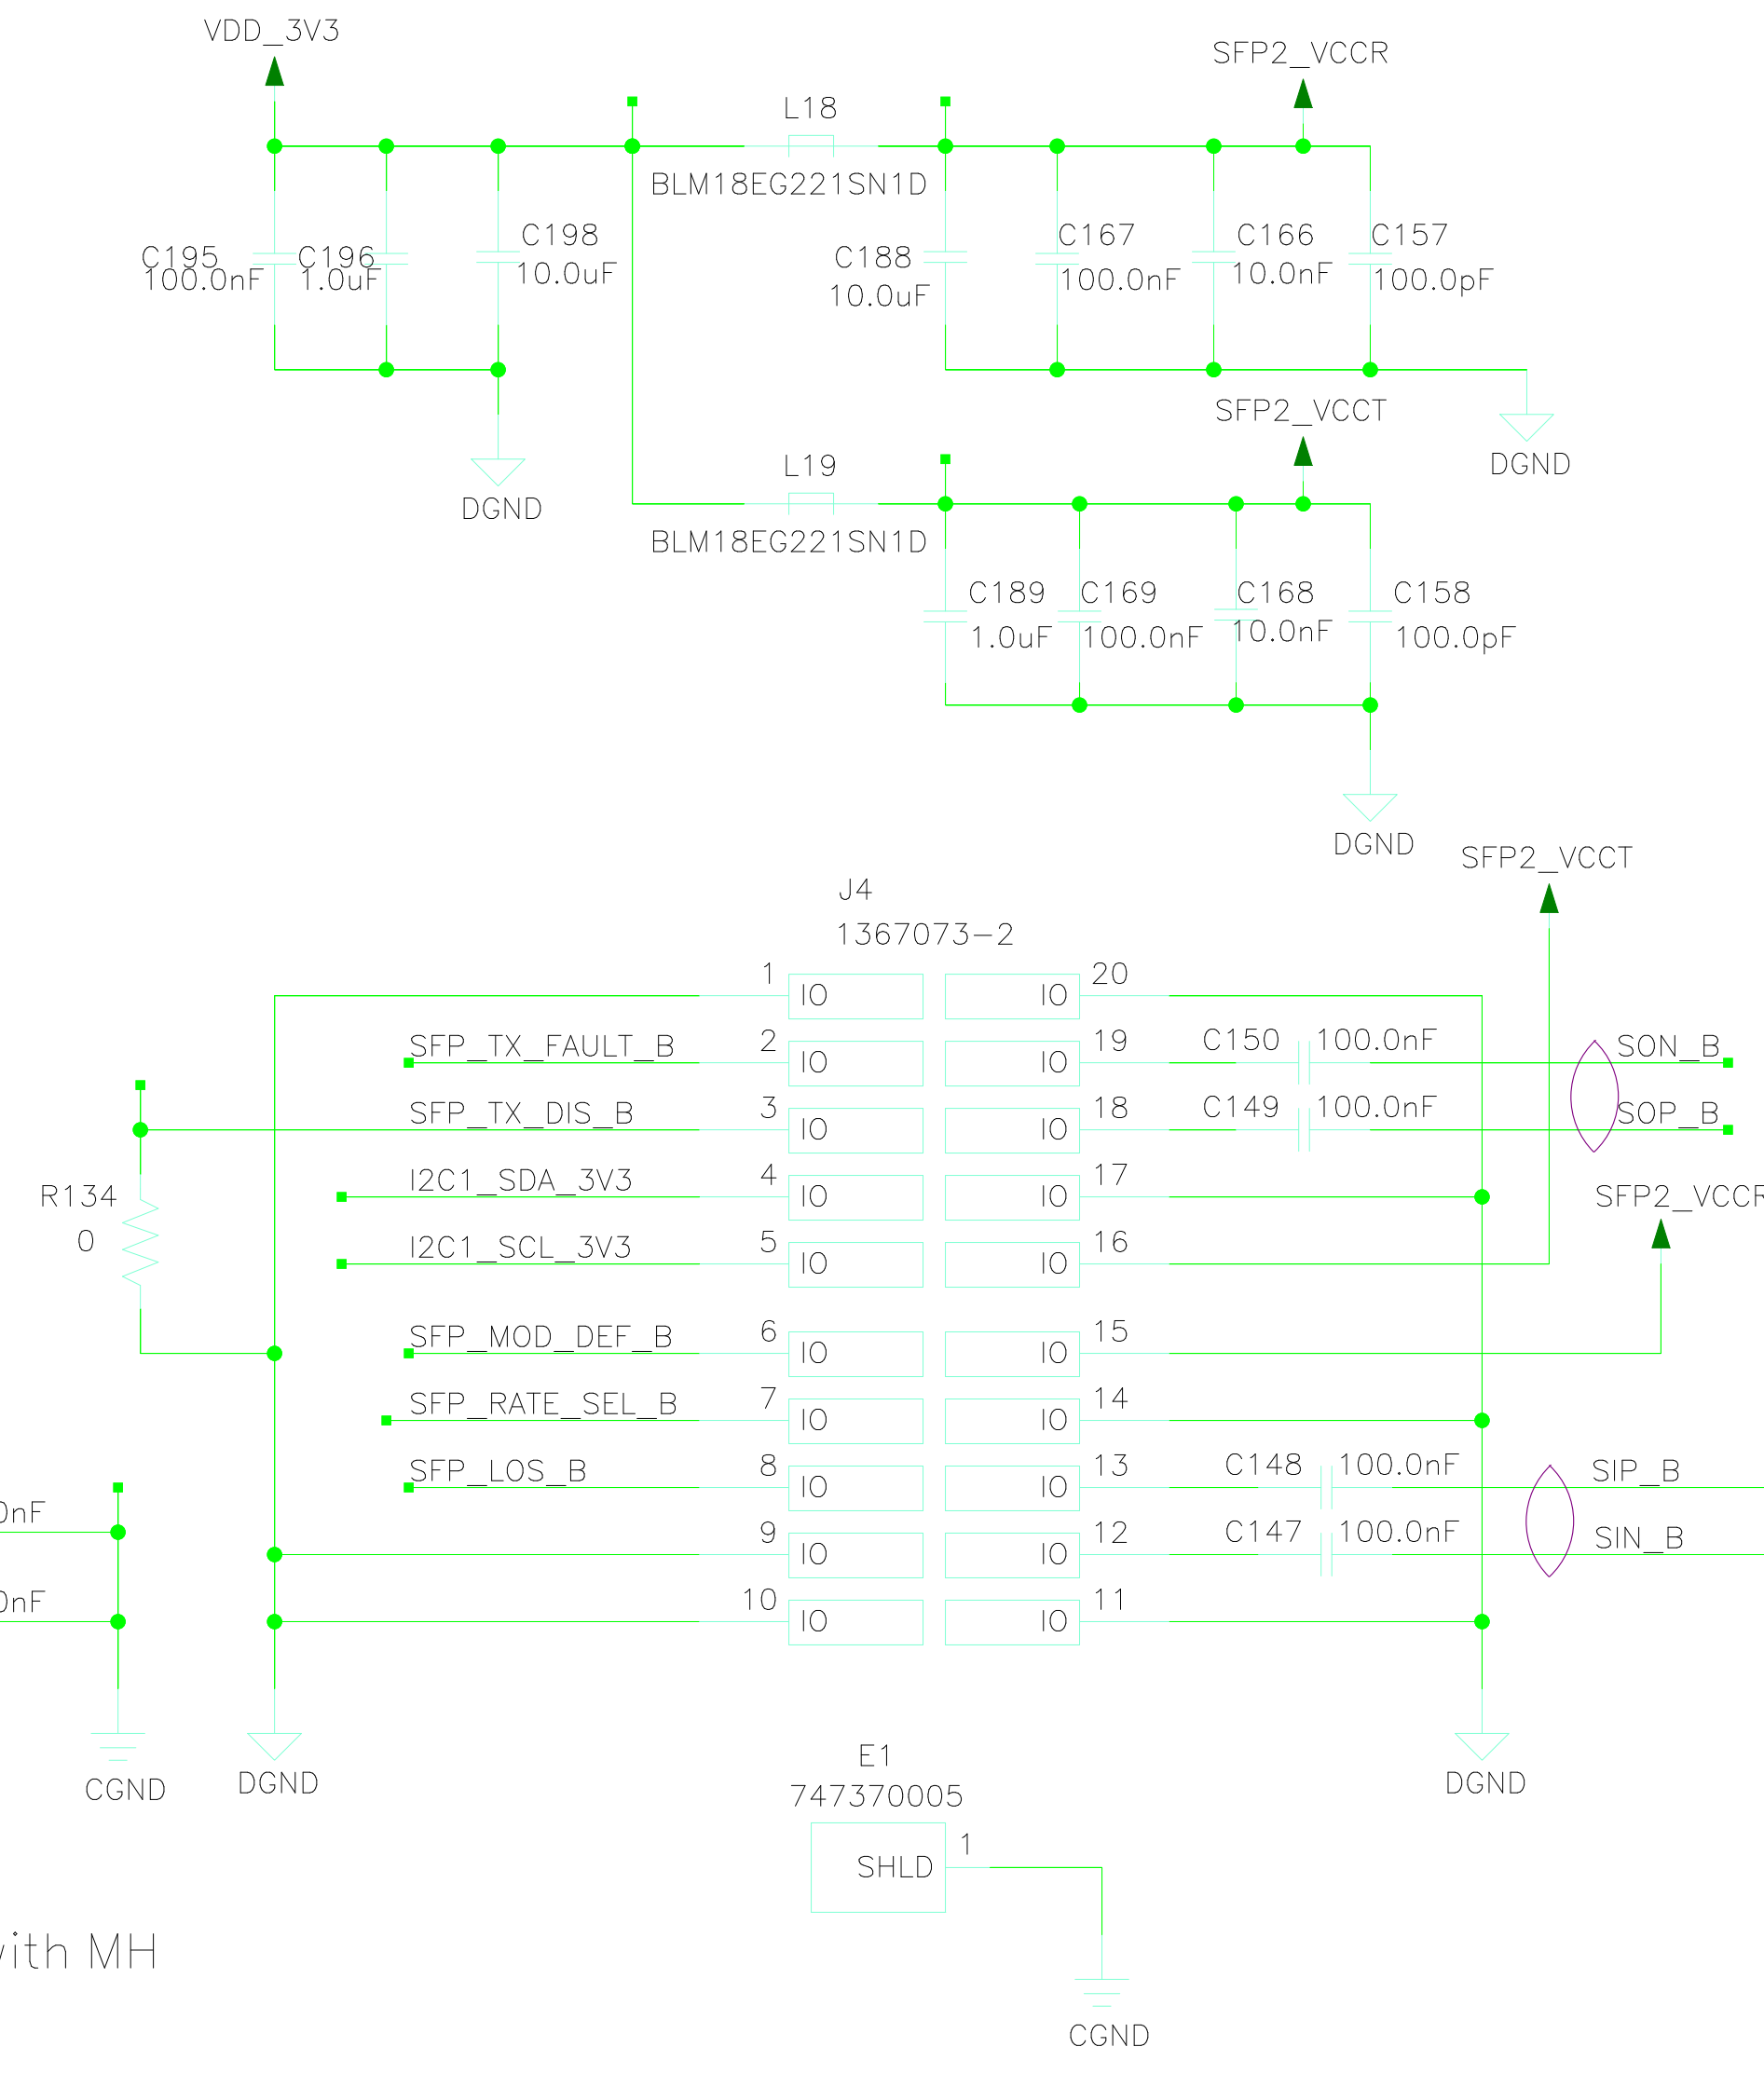 VDD_3V3
SFP2_VCCR
L18
BLM18EG221SN1D
C195
100.0nF
C196
1.0uF
C198
10.0uF
C188
10.0uF
C167
100.0nF
C166
10.0nF
C157
100.0pF
DGND
DGND
SFP2_VCCT
L19
BLM18EG221SN1D
C189
1.0uF
C169
100.0nF
C168
10.0nF
C158
100.0pF
DGND
SFP2_VCCT
J4
1367073-2
1 IO IO 20
SFP_TX_FAULT_B 2 IO IO 19 C150 100.0nF SON_B
SFP_TX_DIS_B 3 IO IO 18 C149 100.0nF SOP_B
I2C1_SDA_3V3 4 IO IO 17
R134
0
SFP2_VCCR
I2C1_SCL_3V3 5 IO IO 16
SFP_MOD_DEF_B 6 IO IO 15
SFP_RATE_SEL_B 7 IO IO 14
SFP_LOS_B 8 IO IO 13 C148 100.0nF SIP_B
0nF
9 IO IO 12 C147 100.0nF SIN_B
0nF
10 IO IO 11
CGND
DGND
DGND
E1
747370005
SHLD 1
CGND
with MH